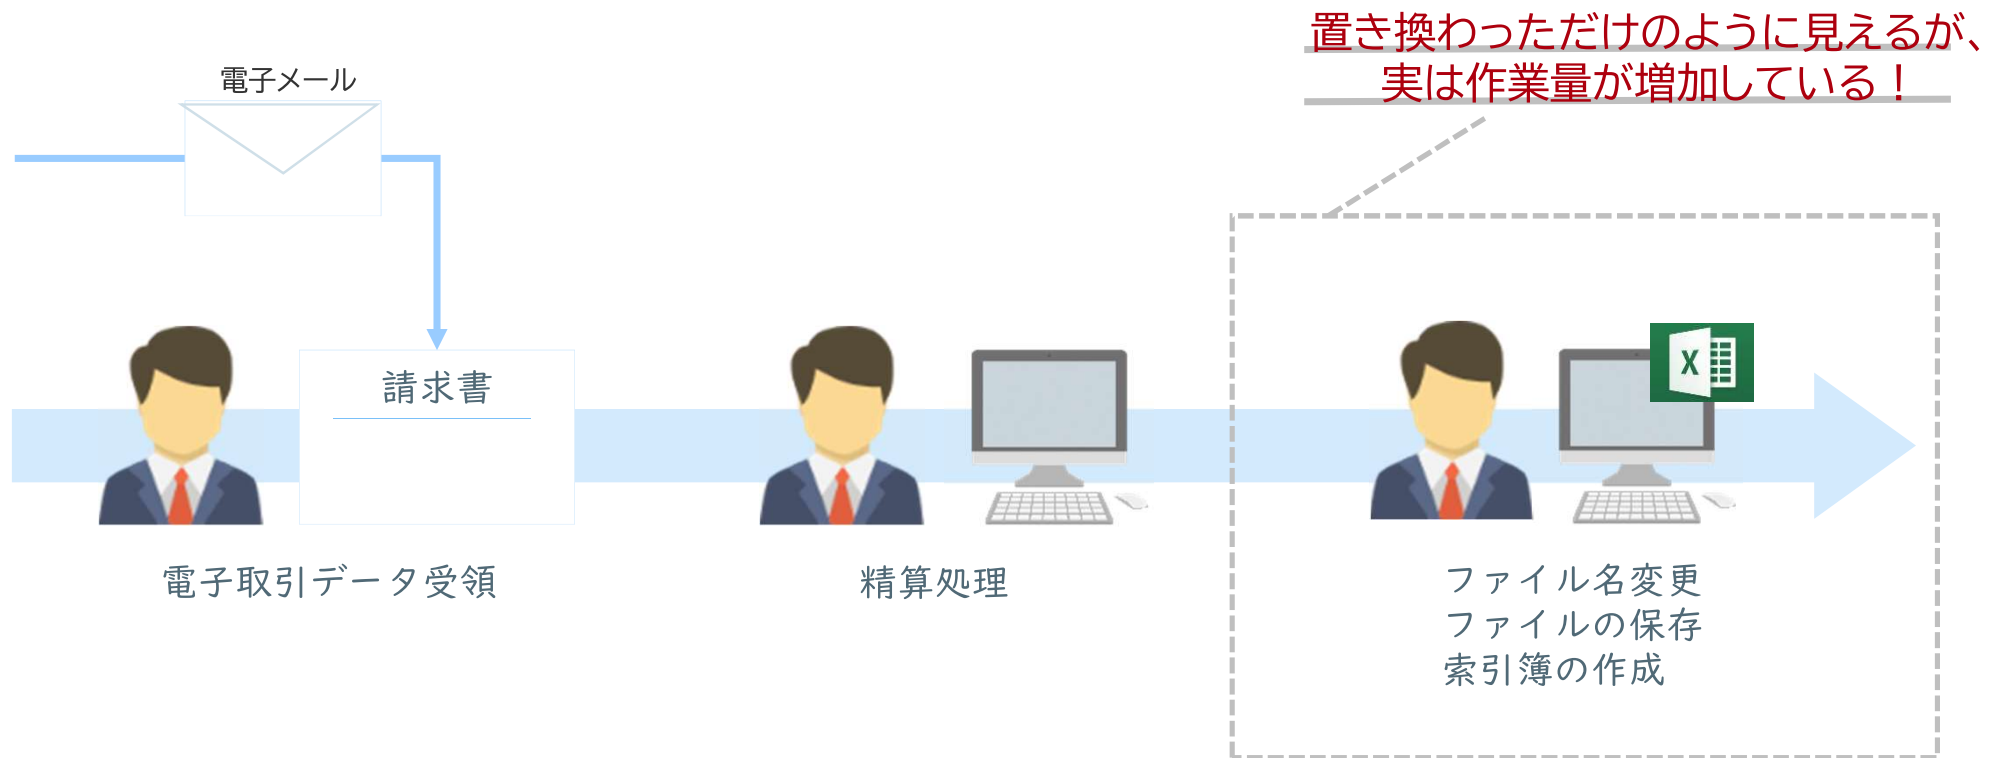 置き換わっただけのように見えるが、
実は作業量が増加している！
電子メール
請求書
電子取引データ受領
精算処理
ファイル名変更
ファイルの保存
索引簿の作成
X